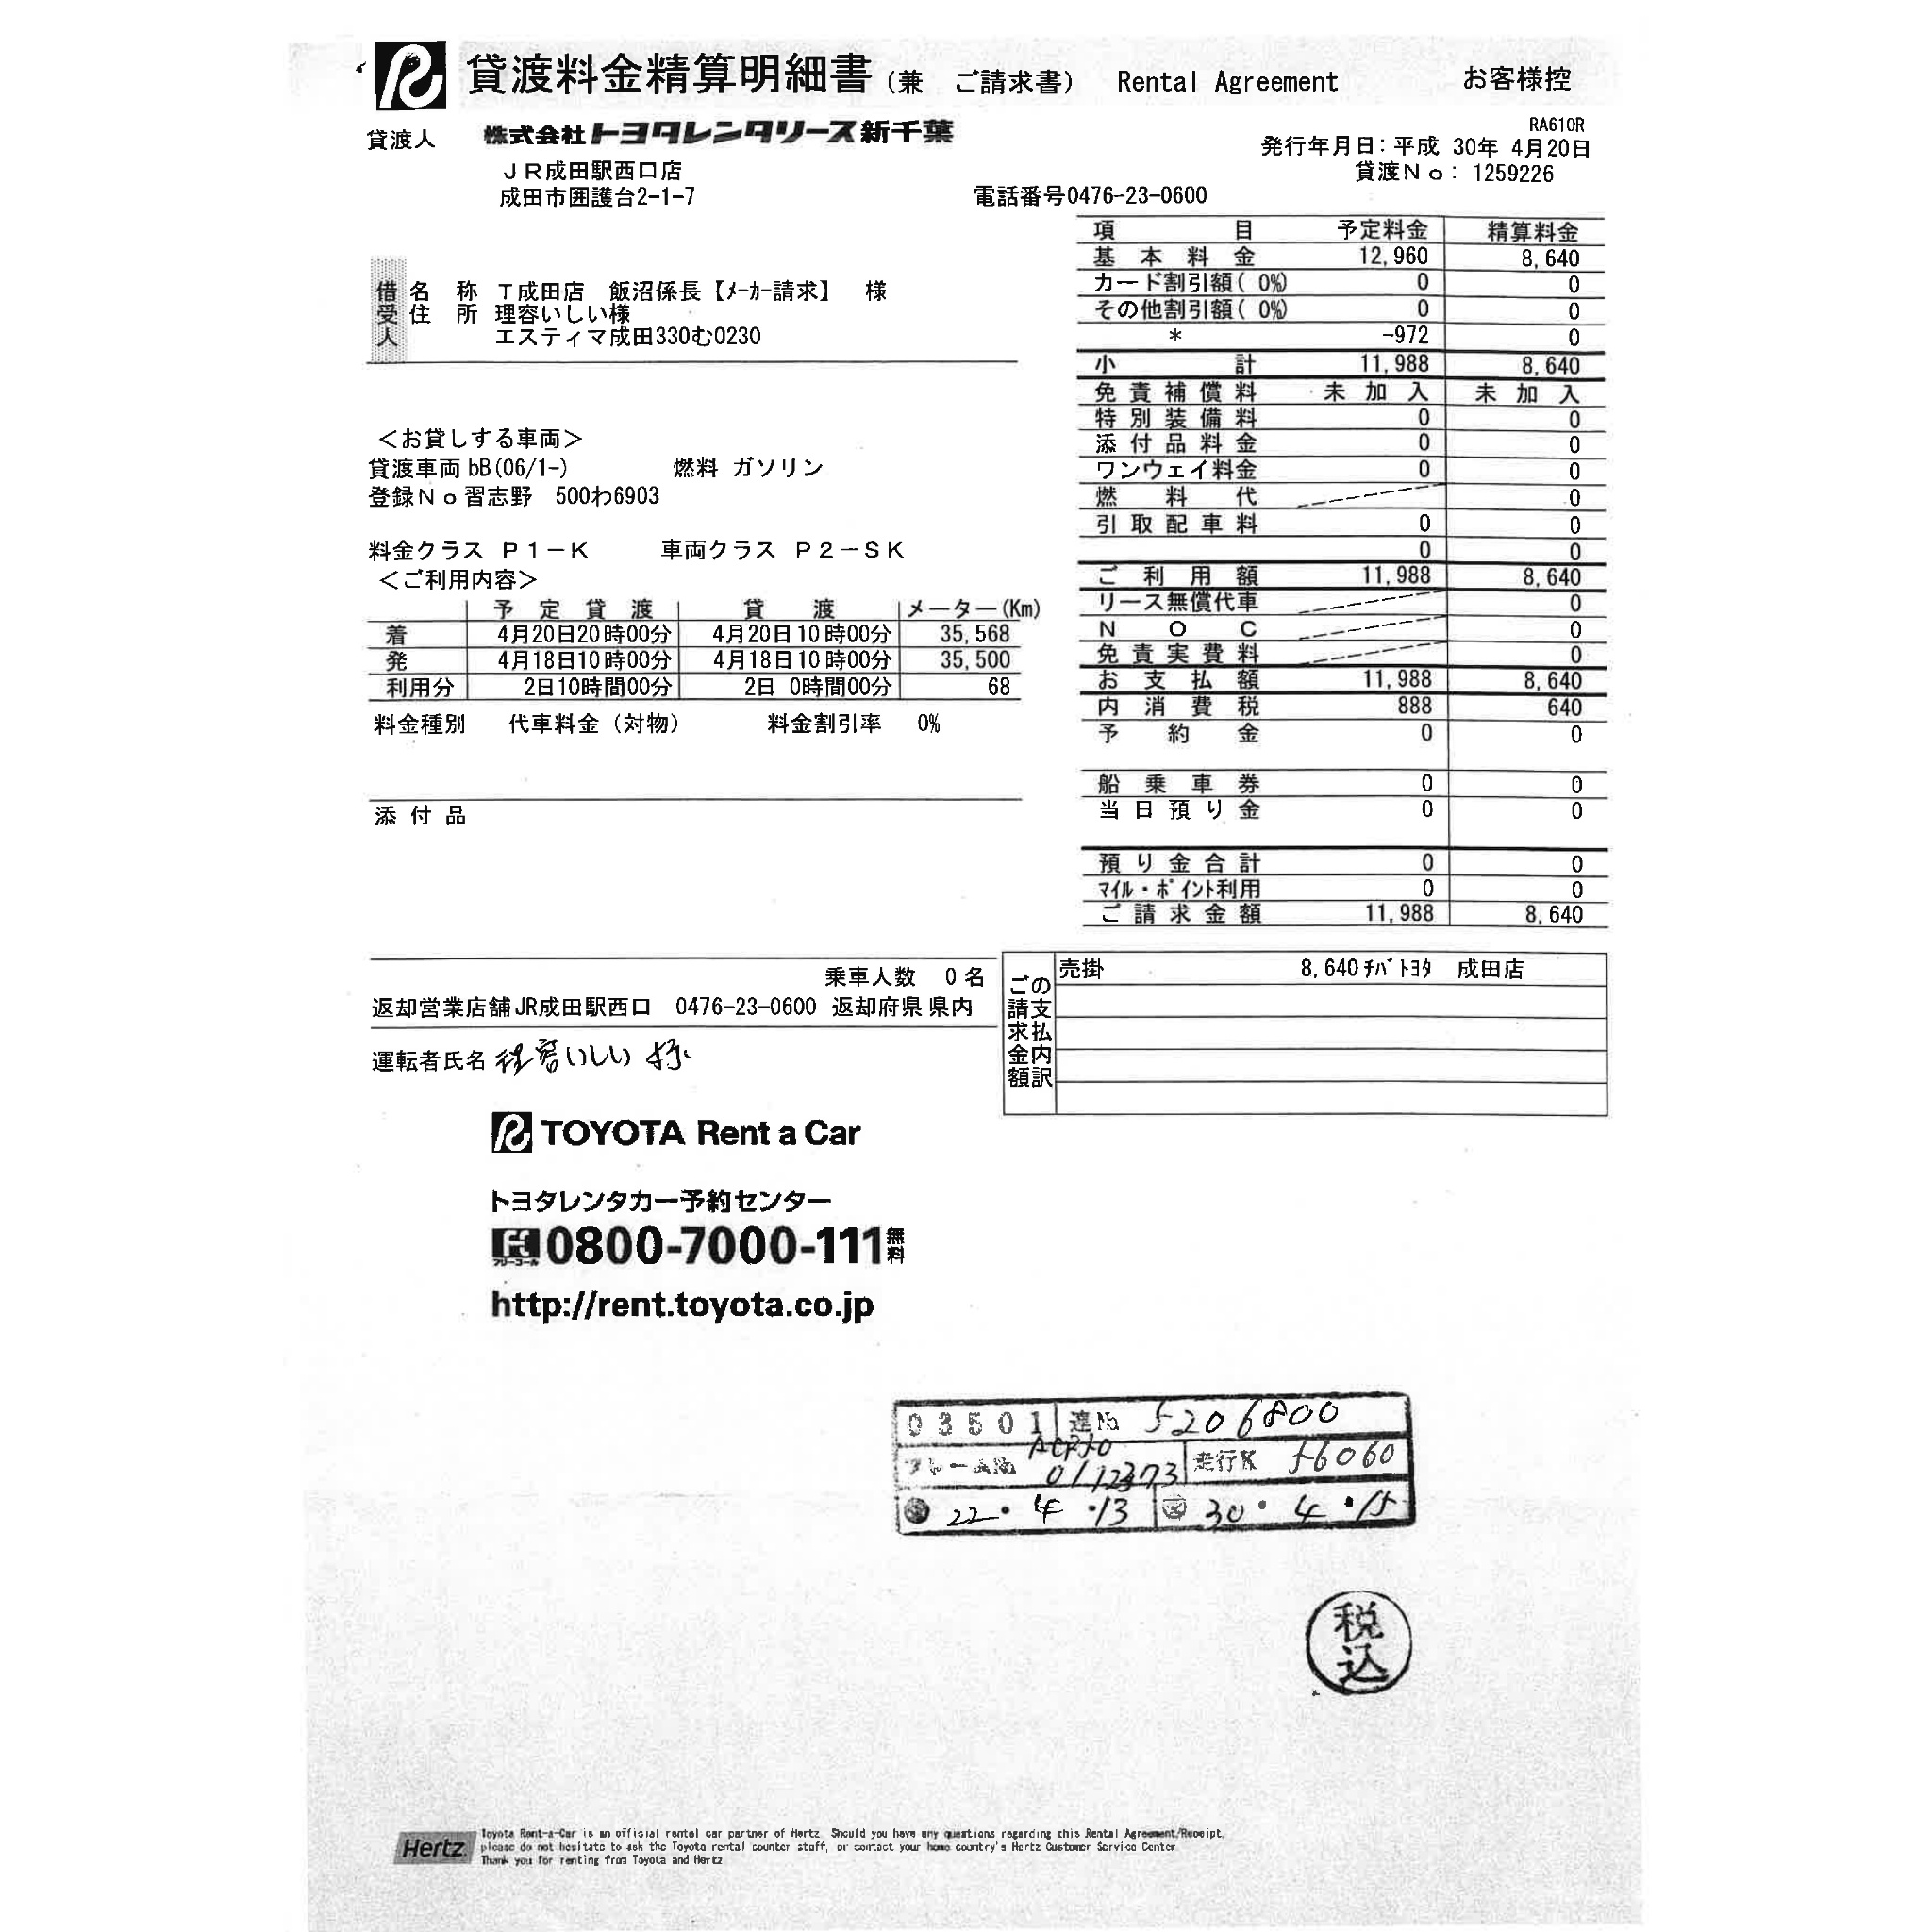 貸渡料金精算明細書(兼　ご請求書)　Rental Agreement　お客様控
RA610R
貸渡人　株式会社トヨタレンタリース新千葉
発行年月日:平成 30年 4月20日
ＪＲ成田駅西口店
貸渡Ｎｏ: 1259226
成田市囲護台2-1-7　電話番号0476-23-0600
借受人
名　称　Ｔ成田店　飯沼係長【ﾒｰｶｰ請求】　様
住　所　理容いしい様
エスティマ成田330む0230
＜お貸しする車両＞
貸渡車両 bB(06/1-)　燃料 ガソリン
登録Ｎｏ習志野　500わ6903
料金クラス　Ｐ１－Ｋ　車両クラス　Ｐ２－ＳＫ
＜ご利用内容＞
予定貸渡　貸渡　メーター(Km)
着　4月20日20時00分　4月20日10時00分　35,568
発　4月18日10時00分　4月18日10時00分　35,500
利用分　2日10時間00分　2日 0時間00分　68
料金種別　代車料金（対物）　料金割引率　0%
添付品
項目　予定料金　精算料金
基本料金　12,960　8,640
カード割引額( 0%)　0　0
その他割引額( 0%)　0　0
*　-972　0
小計　11,988　8,640
免責補償料　未加入　未加入
特別装備料　0　0
添付品料金　0　0
ワンウェイ料金　0　0
燃料代　0
引取配車料　0　0
0　0
ご利用額　11,988　8,640
リース無償代車　0
ＮＯＣ　0
免責実費料　0
お支払額　11,988　8,640
内消費税　888　640
予約金　0　0
船乗車券　0　0
当日預り金　0　0
預り金合計　0　0
ﾏｲﾙ・ﾎﾟｲﾝﾄ利用　0　0
ご請求金額　11,988　8,640
乗車人数　0 名
返却営業店舗JR成田駅西口　0476-23-0600　返却府県 県内
運転者氏名 理容いしい 様
ご請求金額の支払内訳
売掛　8,640 ﾁﾊﾞﾄﾖﾀ　成田店
TOYOTA Rent a Car
トヨタレンタカー予約センター
フリーコール 0800-7000-111 無料
http://rent.toyota.co.jp
03501　連№　5206800
フレーム№　走行K　56060
22・4・13　30・4・15
税込
Hertz
Toyota Rent-a-Car is an official rental car partner of Hertz. Should you have any questions regarding this Rental Agreement/Receipt,
please do not hesitate to ask the Toyota rental counter staff, or contact your home country's Hertz Customer Service Center.
Thank you for renting from Toyota and Hertz